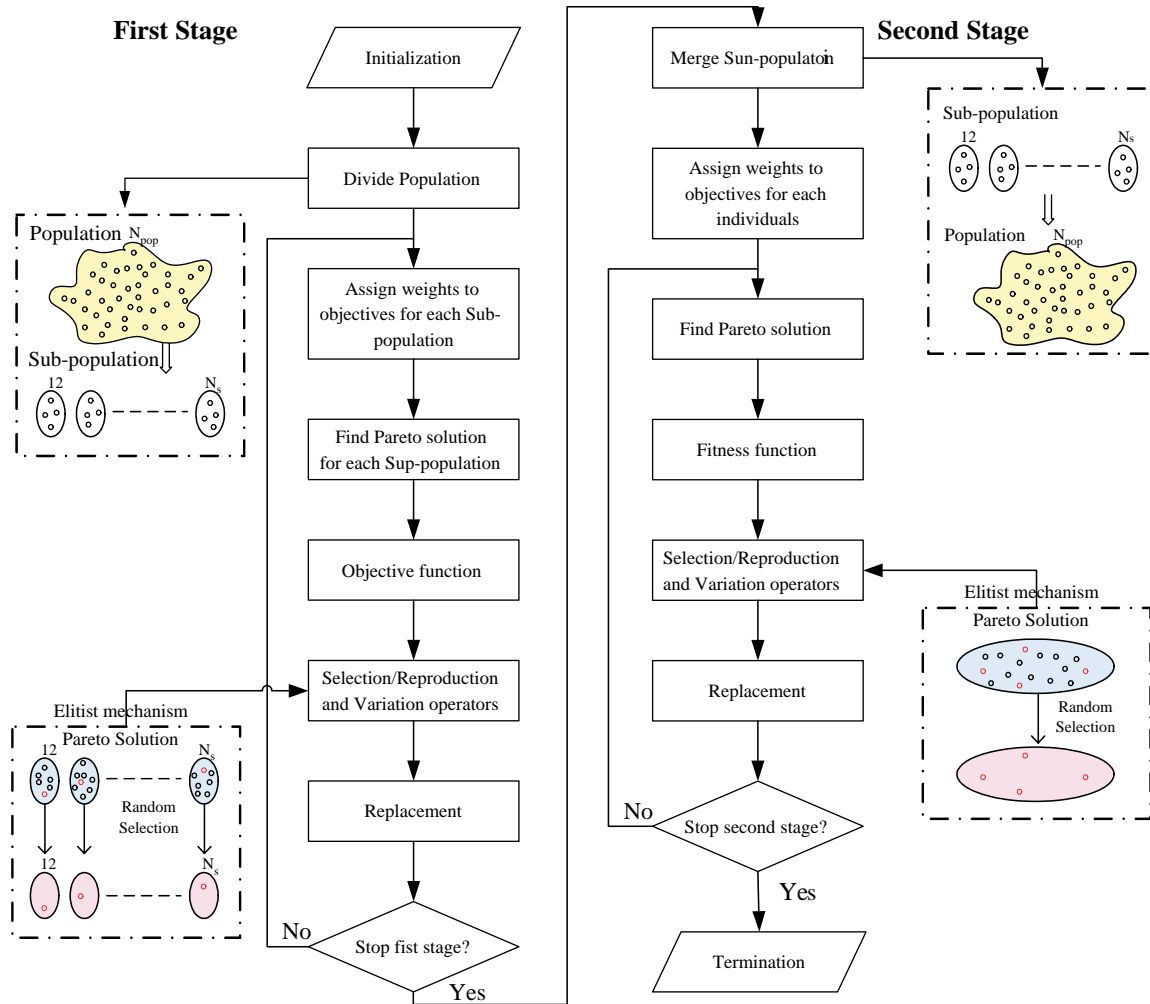 First Stage
Initialization
Divide Population
Population N_pop
Sub-population
12
N_s
Assign weights to
objectives for each Sub-
population
Find Pareto solution
for each Sup-population
Objective function
Selection/Reproduction
and Variation operators
Elitist mechanism
Pareto Solution
12
N_s
Random
Selection
12
N_s
Replacement
No
Stop fist stage?
Yes
Second Stage
Merge Sun-populaton
Sub-population
12
Ns
Population N_pop
Assign weights to
objectives for each
individuals
Find Pareto solution
Fitness function
Selection/Reproduction
and Variation operators
Elitist mechanism
Pareto Solution
Random
Selection
Replacement
No
Stop second stage?
Yes
Termination